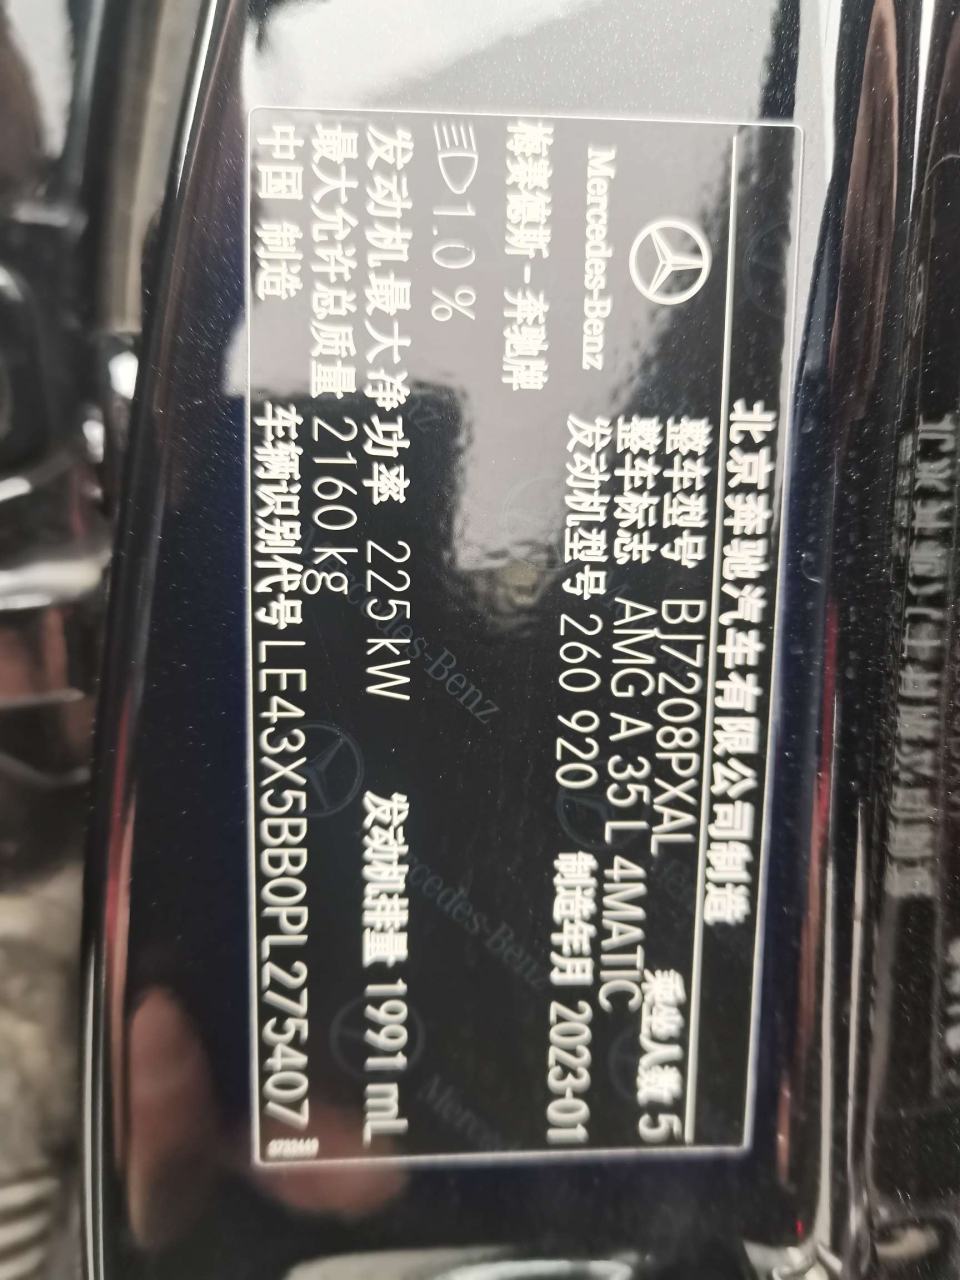 北京奔驰汽车有限公司制造
Mercedes-Benz
整车型号 BJ7208PXAL 乘坐人数 5
整车标志 AMG A 35 L 4MATIC
梅赛德斯-奔驰牌 发动机型号 260 920 制造年月 2023-01
1.0 %
发动机最大净功率 225kW 发动机排量 1991 mL
最大允许总质量 2160kg
中国 制造 车辆识别代号 LE43X5BB0PL275407